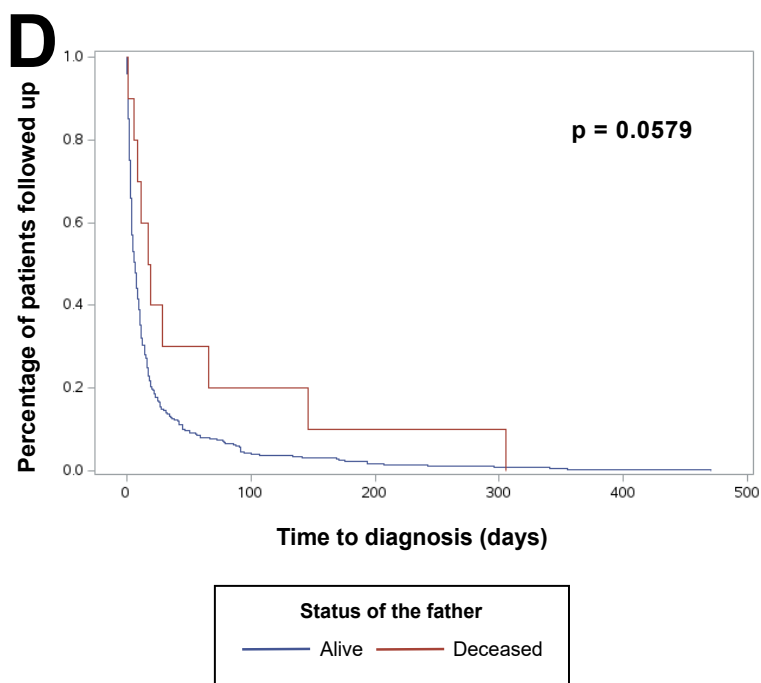 D
Percentage of patients followed up
1.0
0.8
0.6
0.4
0.2
0.0
p = 0.0579
0 100 200 300 400 500
Time to diagnosis (days)
Status of the father
Alive Deceased